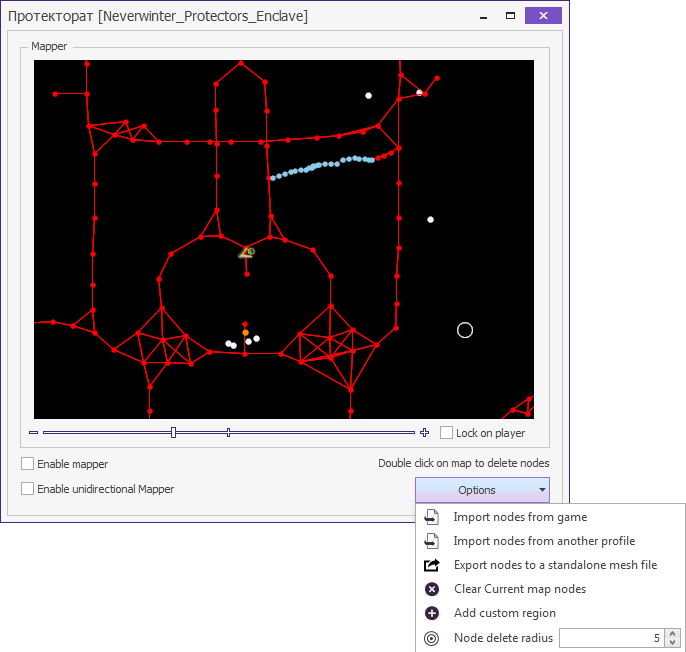 Протекторат [Neverwinter_Protectors_Enclave]
Mapper
Lock on player
Enable mapper
Double click on map to delete nodes
Enable unidirectional Mapper
Options
Import nodes from game
Import nodes from another profile
Export nodes to a standalone mesh file
Clear Current map nodes
Add custom region
Node delete radius 5